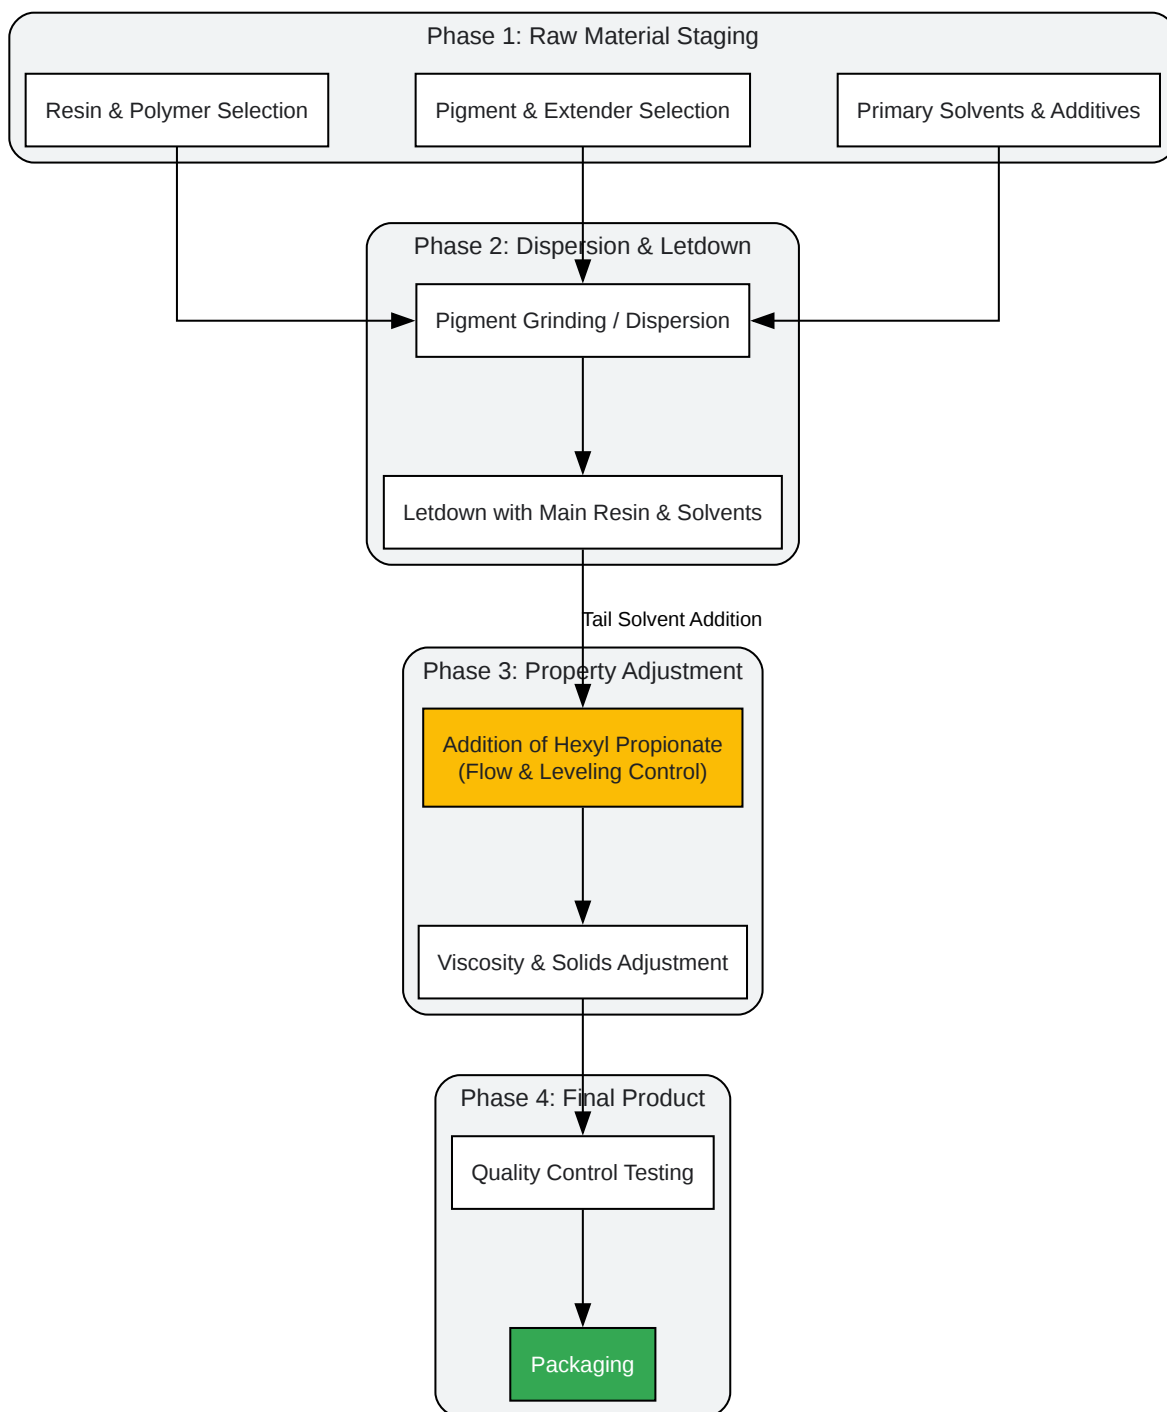 Phase 1: Raw Material Staging
Resin & Polymer Selection
Pigment & Extender Selection
Primary Solvents & Additives
Phase 2: Dispersion & Letdown
Pigment Grinding / Dispersion
Letdown with Main Resin & Solvents
Tail Solvent Addition
Phase 3: Property Adjustment
Addition of Hexyl Propionate
(Flow & Leveling Control)
Viscosity & Solids Adjustment
Phase 4: Final Product
Quality Control Testing
Packaging